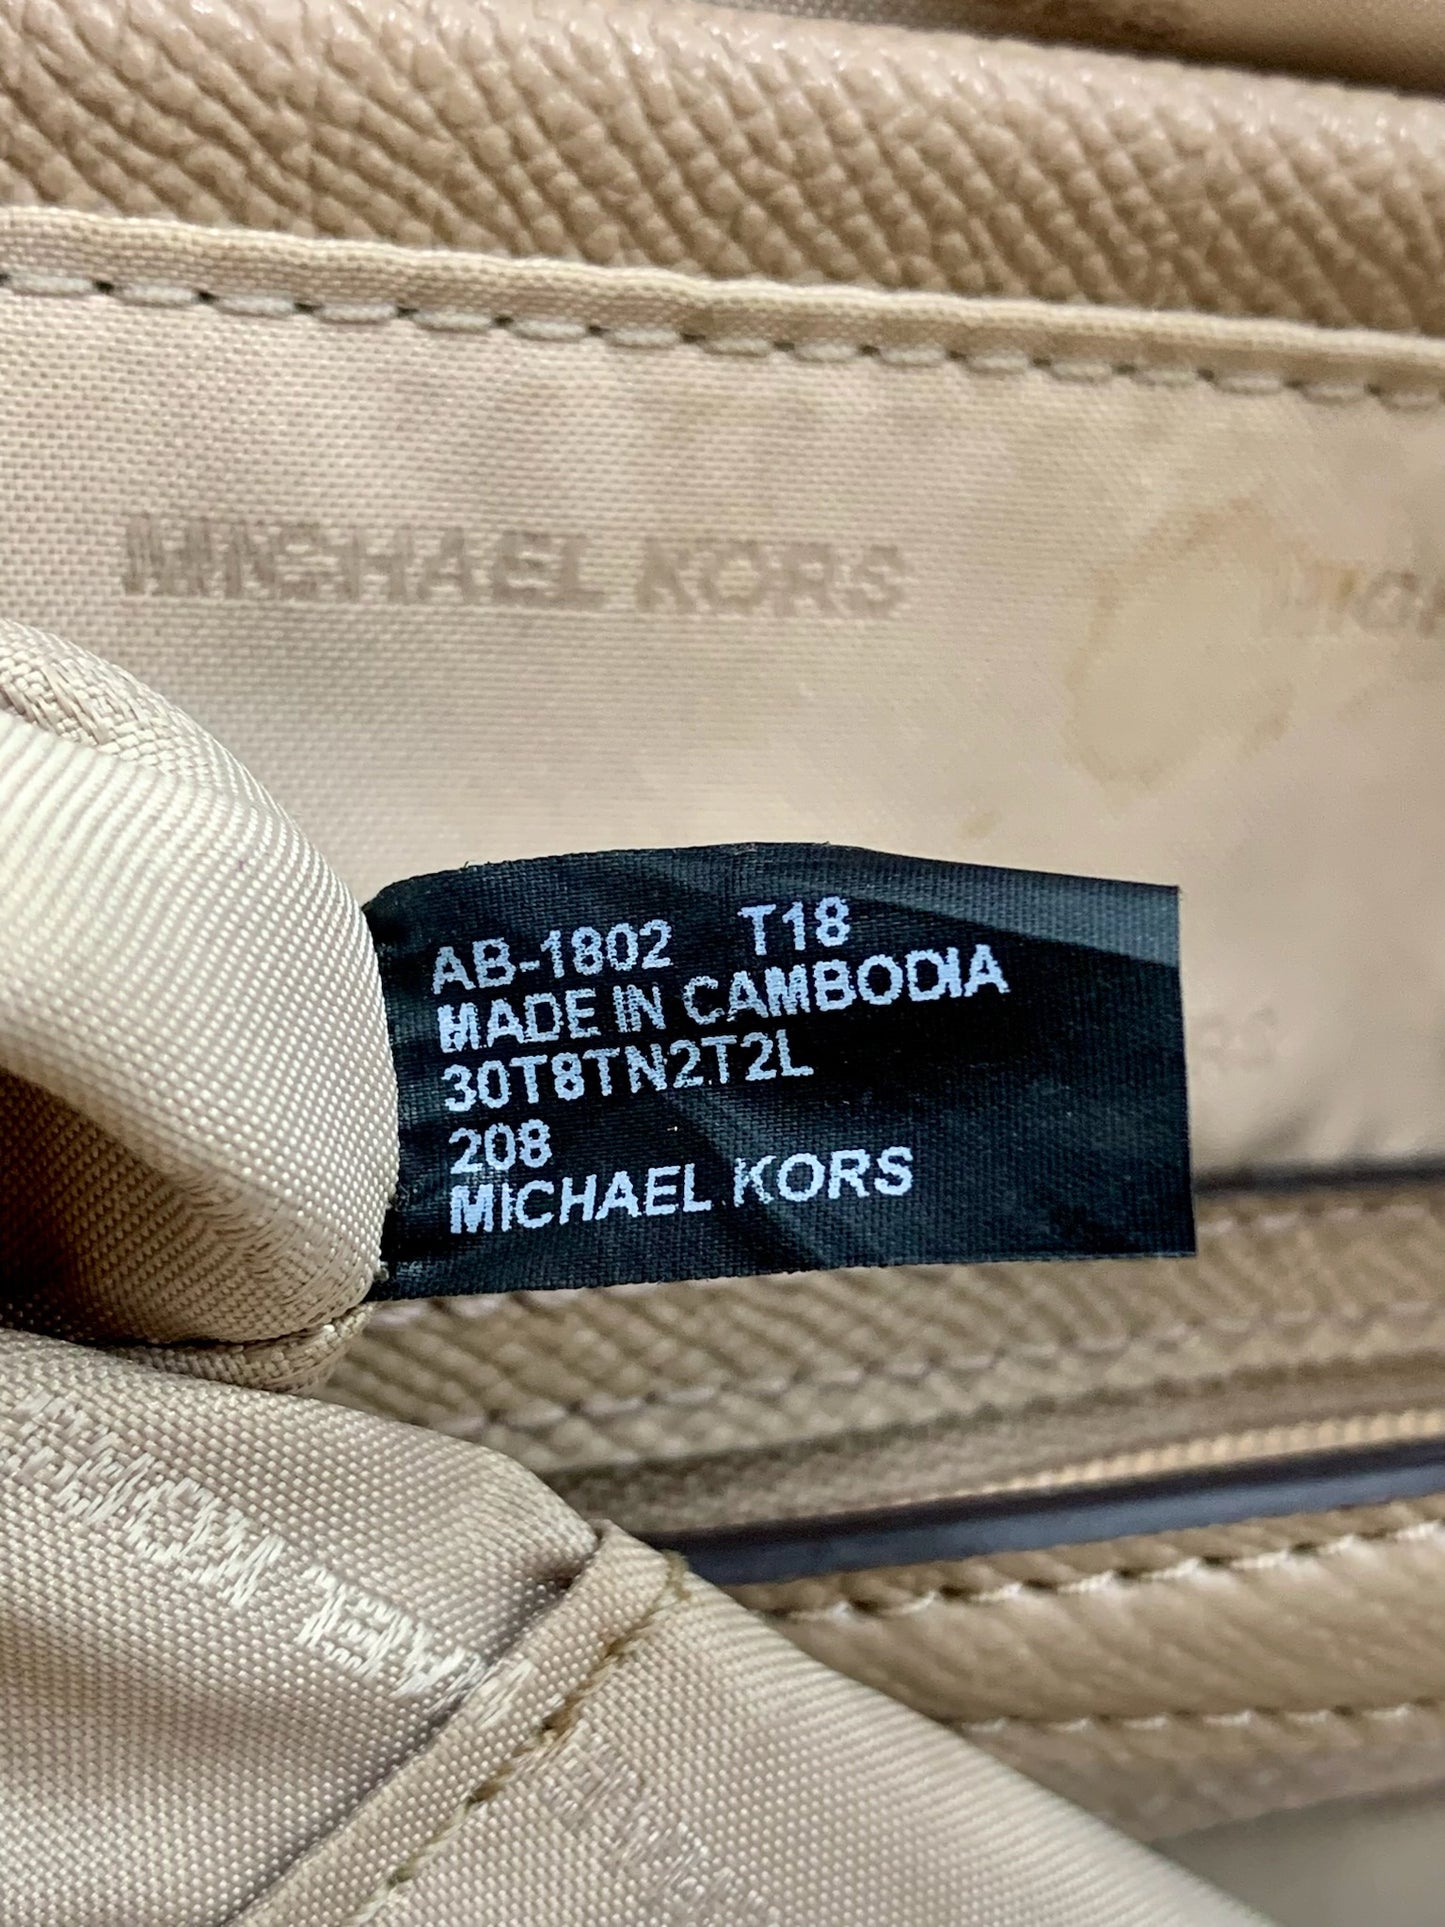 MICHAEL KORS
AB-1802 T18
MADE IN CAMBODIA
30T8TN2T2L
208
MICHAEL KORS